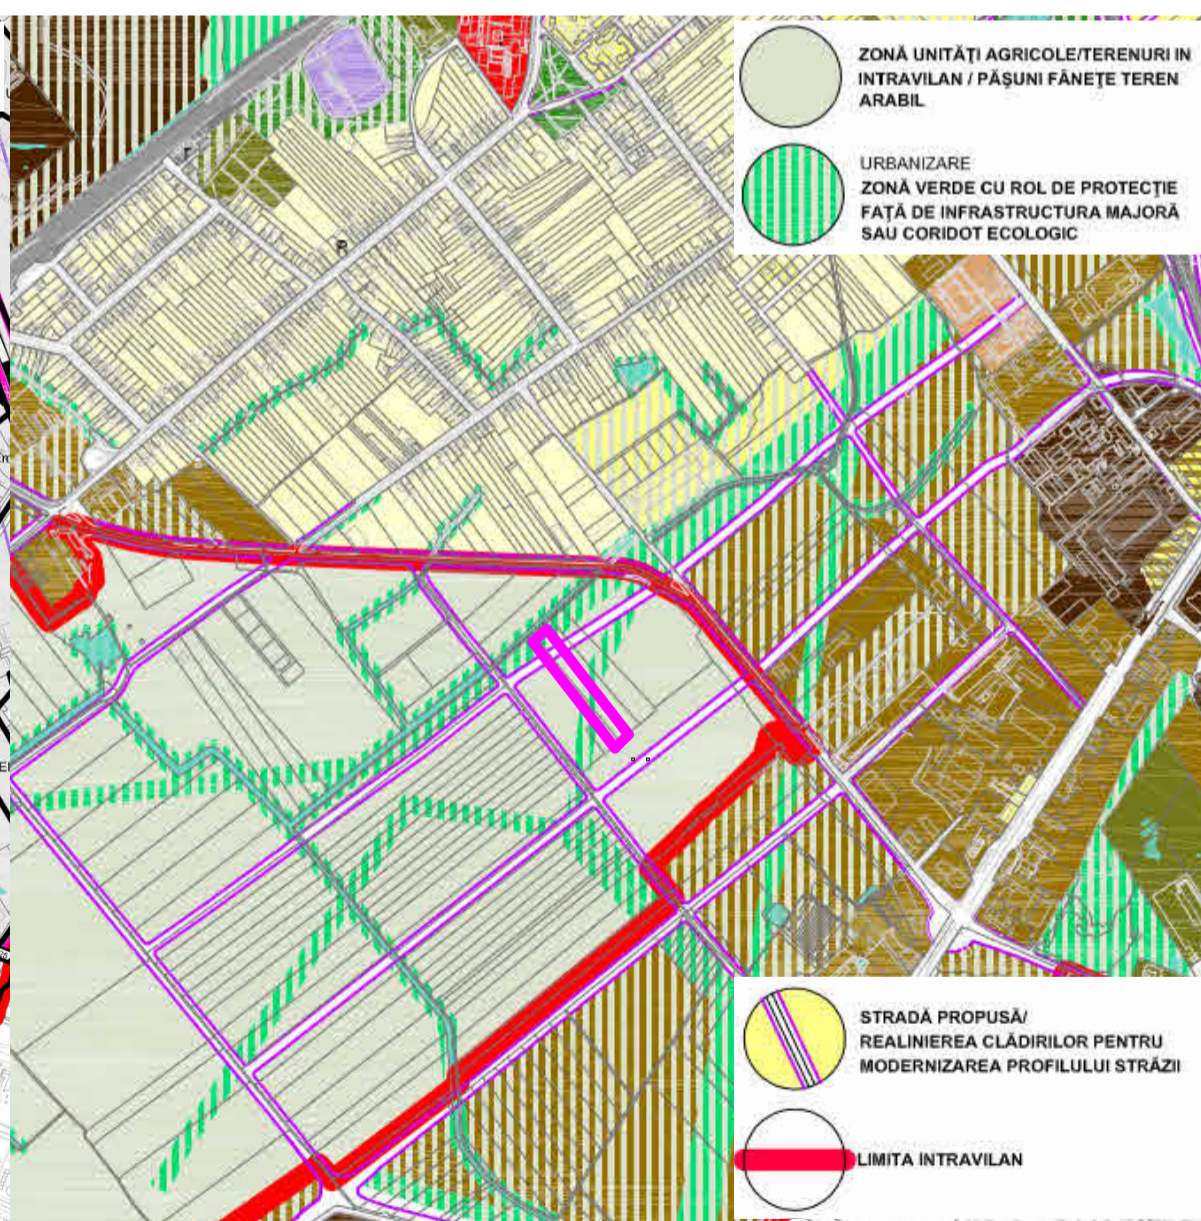 ZONĂ UNITĂȚI AGRICOLE/TERENURI IN
INTRAVILAN / PĂȘUNI FÂNEȚE TEREN
ARABIL
URBANIZARE
ZONĂ VERDE CU ROL DE PROTECȚIE
FAȚĂ DE INFRASTRUCTURA MAJORĂ
SAU CORIDOT ECOLOGIC
STRADĂ PROPUSĂ/
REALINIEREA CLĂDIRILOR PENTRU
MODERNIZAREA PROFILULUI STRĂZII
LIMITA INTRAVILAN